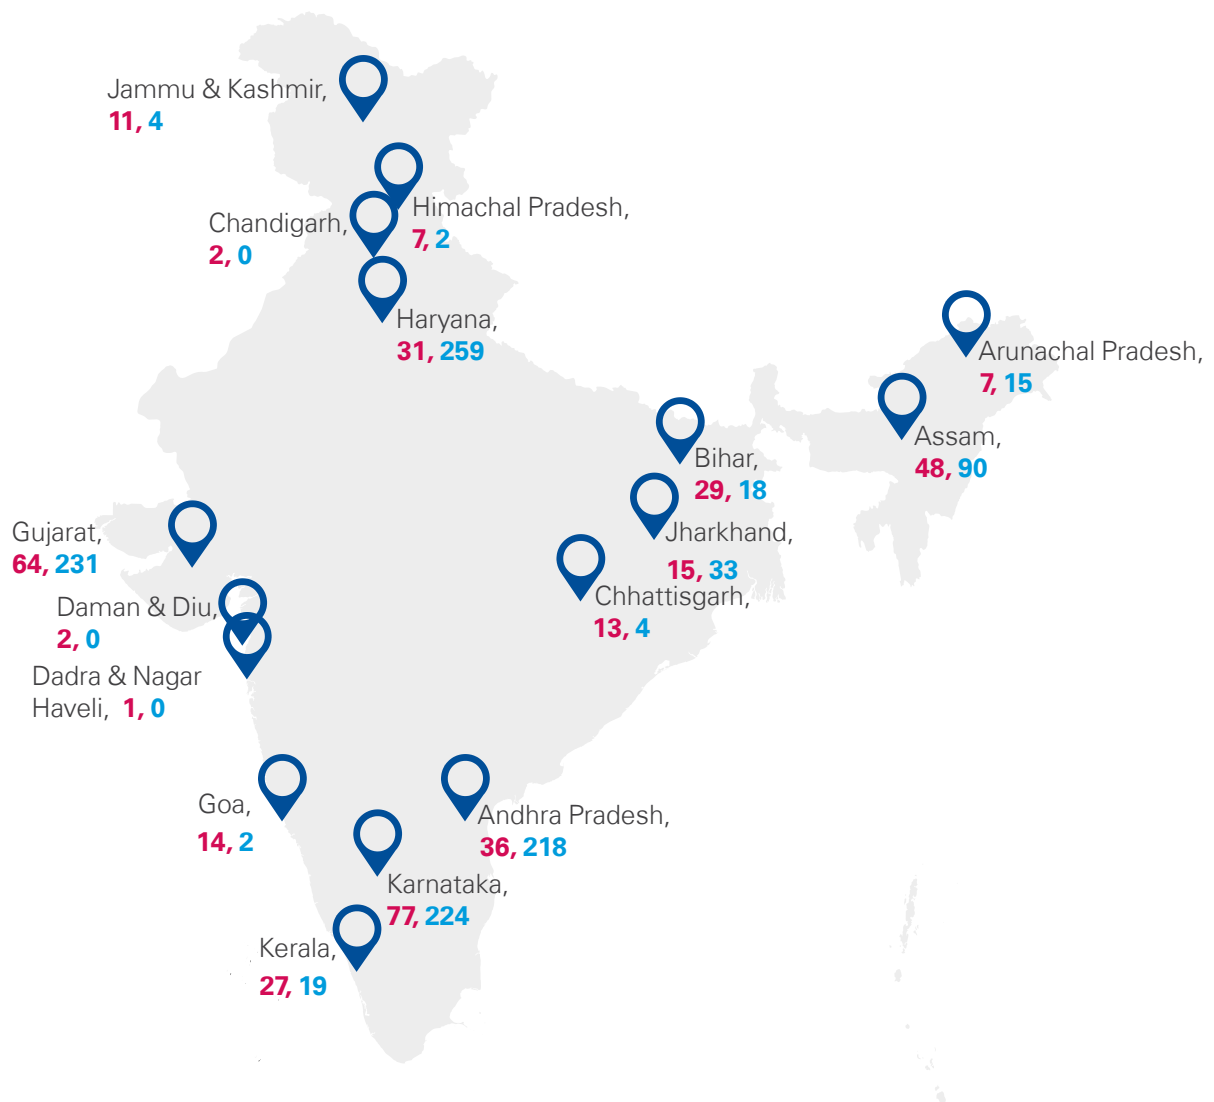 Jammu & Kashmir,
11, 4
Himachal Pradesh,
7, 2
Chandigarh,
2, 0
Haryana,
31, 259
Arunachal Pradesh,
7, 15
Assam,
48, 90
Bihar,
29, 18
Gujarat,
64, 231
Jharkhand,
15, 33
Chhattisgarh,
13, 4
Daman & Diu,
2, 0
Dadra & Nagar
Haveli, 1, 0
Goa,
14, 2
Andhra Pradesh,
36, 218
Karnataka,
77, 224
Kerala,
27, 19